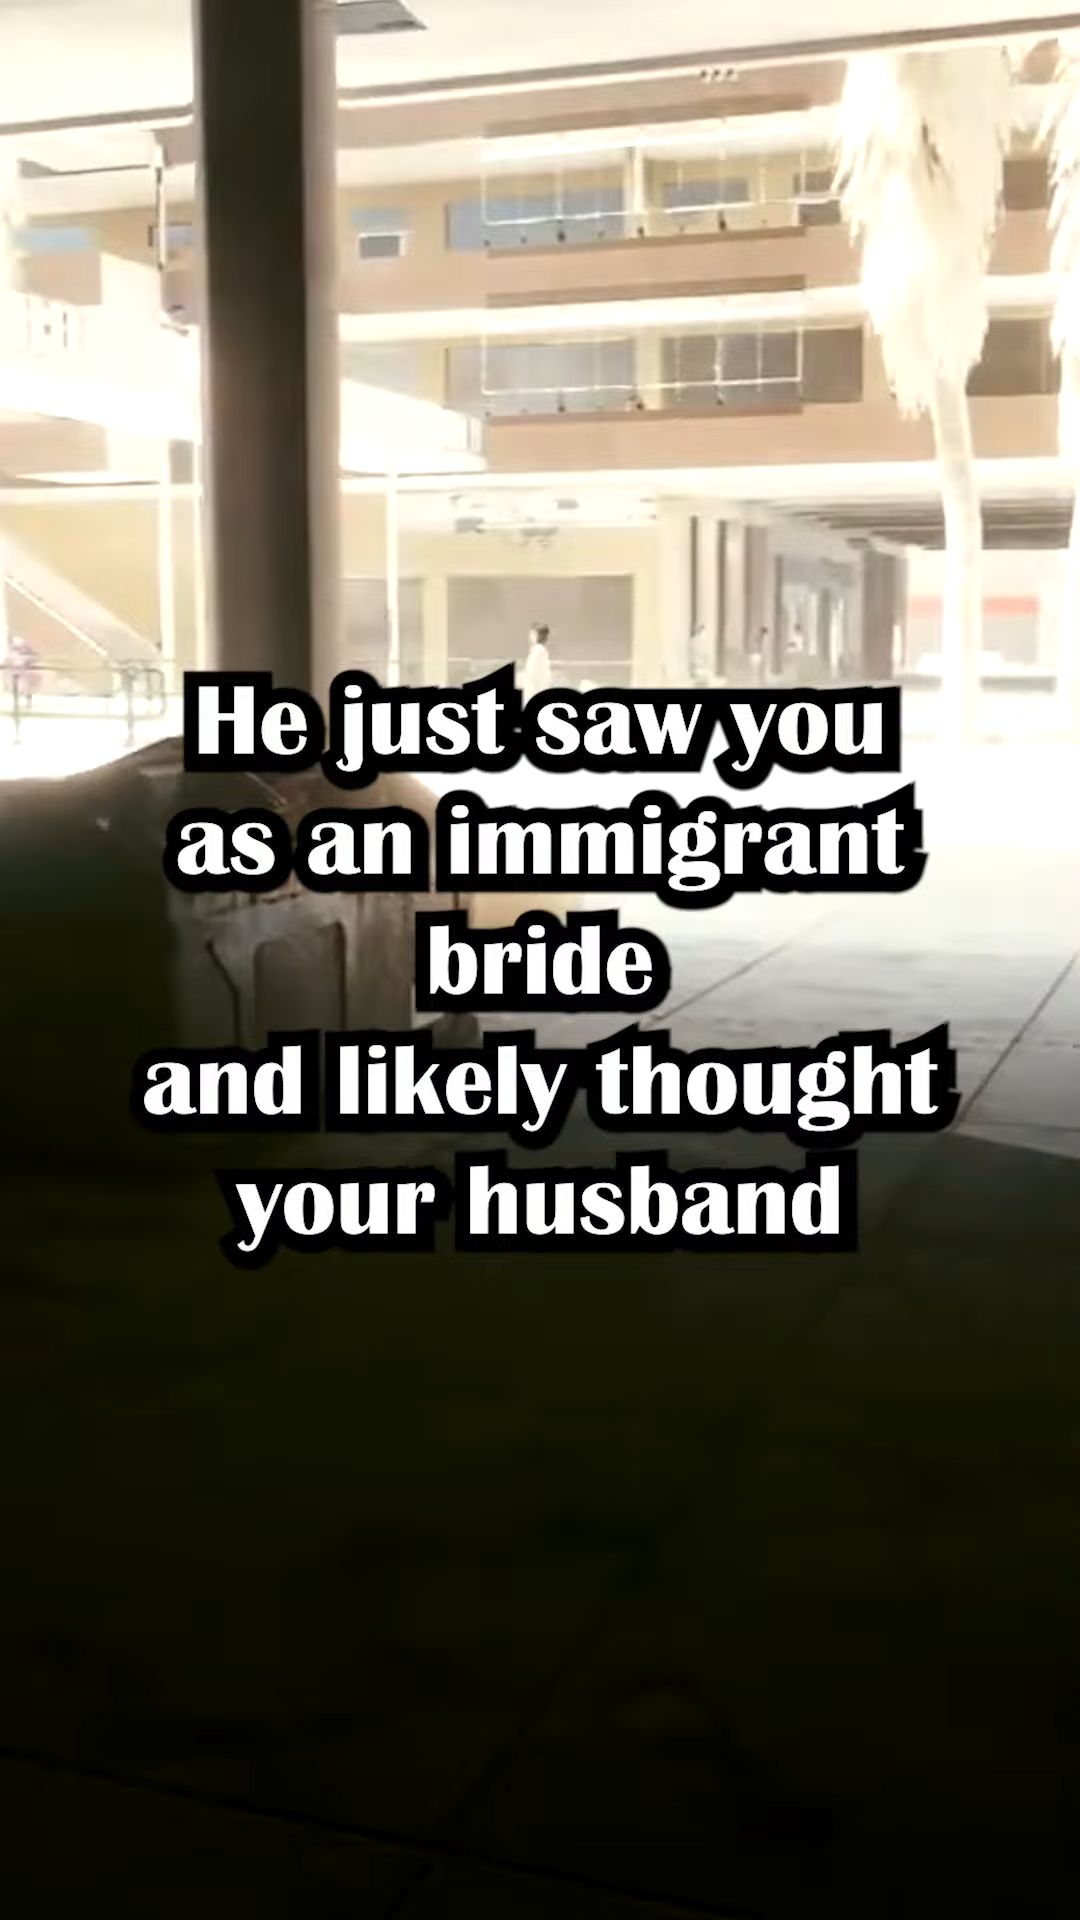 He just saw you
as an immigrant
bride
and likely thought
your husband